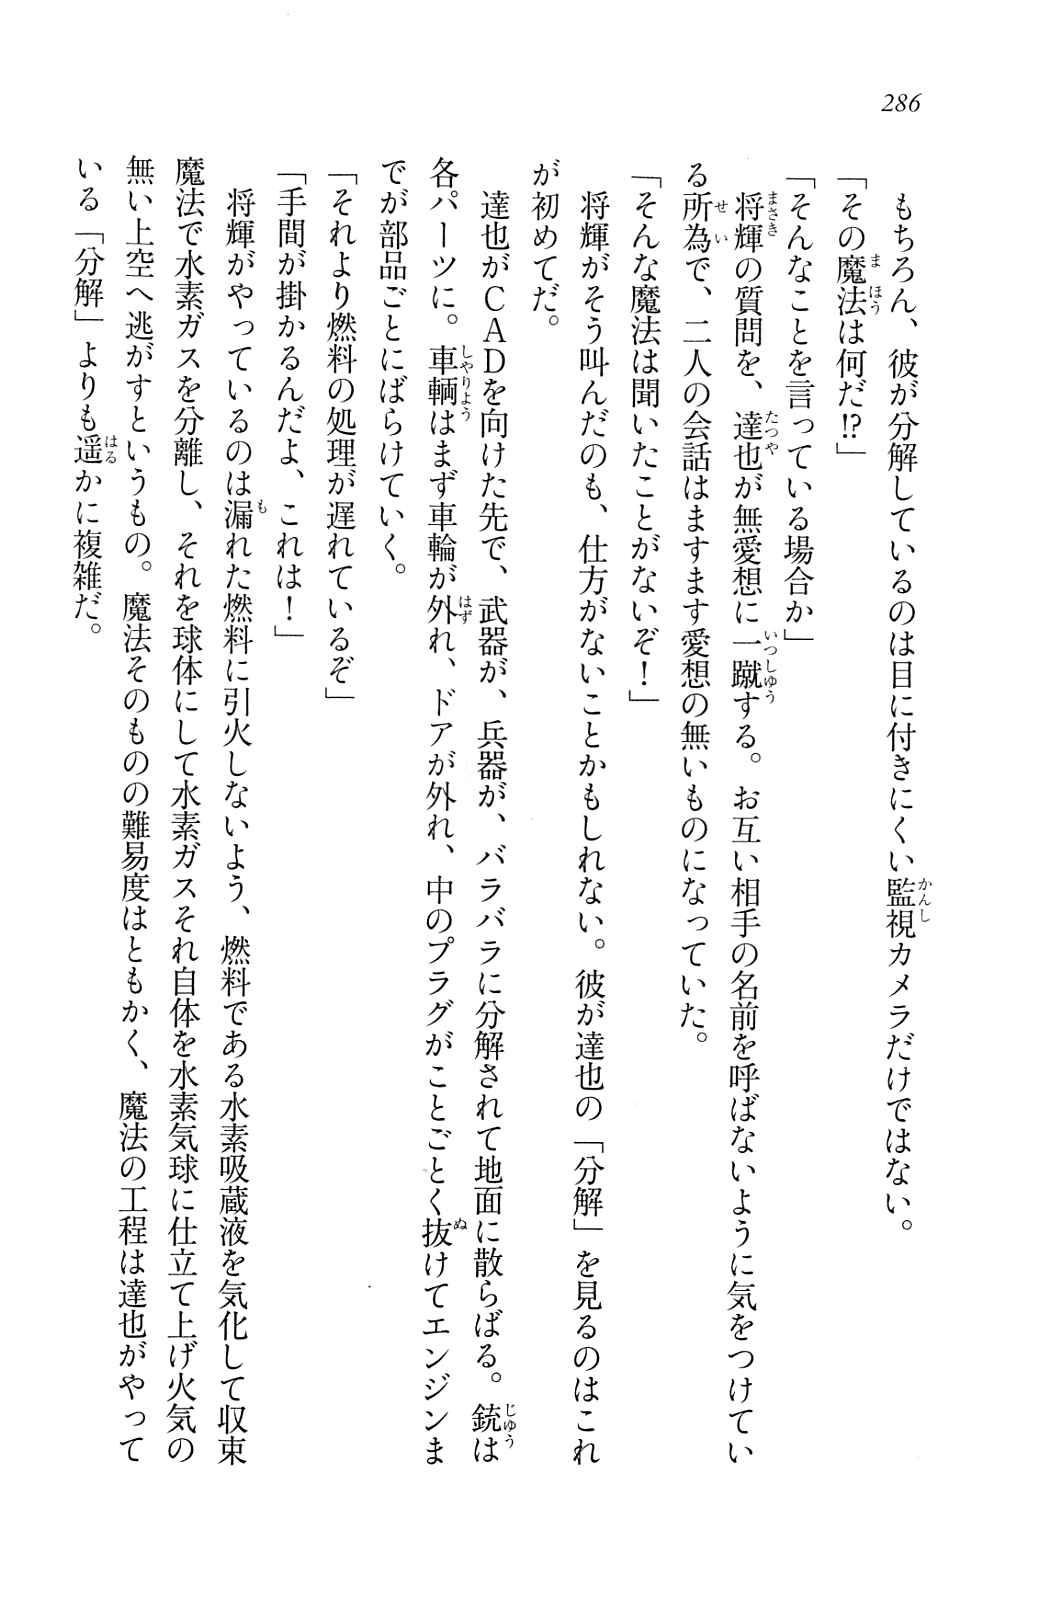 286
もちろん、彼が分解しているのは目に付きにくい監視カメラだけではない。
「その魔法は何だ!?」
「そんなことを言っている場合か」
将輝の質問を、達也が無愛想に一蹴する。お互い相手の名前を呼ばないように気をつけてい
る所為で、二人の会話はますます愛想の無いものになっていた。
「そんな魔法は聞いたことがないぞ！」
将輝がそう叫んだのも、仕方がないことかもしれない。彼が達也の「分解」を見るのはこれ
が初めてだ。
達也がＣＡＤを向けた先で、武器が、兵器が、バラバラに分解されて地面に散らばる。銃は
各パーツに。車輌はまず車輪が外れ、ドアが外れ、中のプラグがことごとく抜けてエンジンま
でが部品ごとにばらけていく。
「それより燃料の処理が遅れているぞ」
「手間が掛かるんだよ、これは！」
将輝がやっているのは漏れた燃料に引火しないよう、燃料である水素吸蔵液を気化して収束
魔法で水素ガスを分離し、それを球体にして水素ガスそれ自体を水素気球に仕立て上げ火気の
無い上空へ逃がすというもの。魔法そのものの難易度はともかく、魔法の工程は達也がやって
いる「分解」よりも遥かに複雑だ。